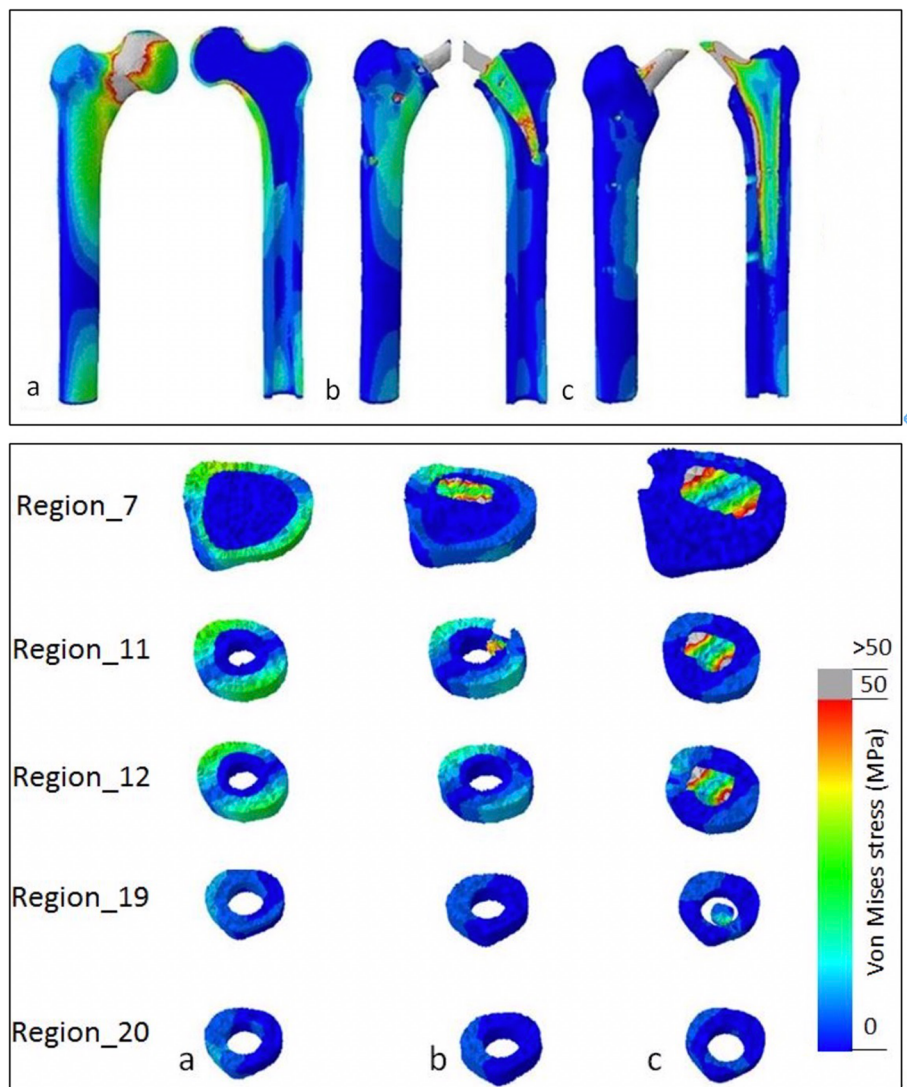 a
b
c
Region_7
Region_11
Region_12
Region_19
Region_20
a
b
c
>50
50
0
Von Mises stress (MPa)